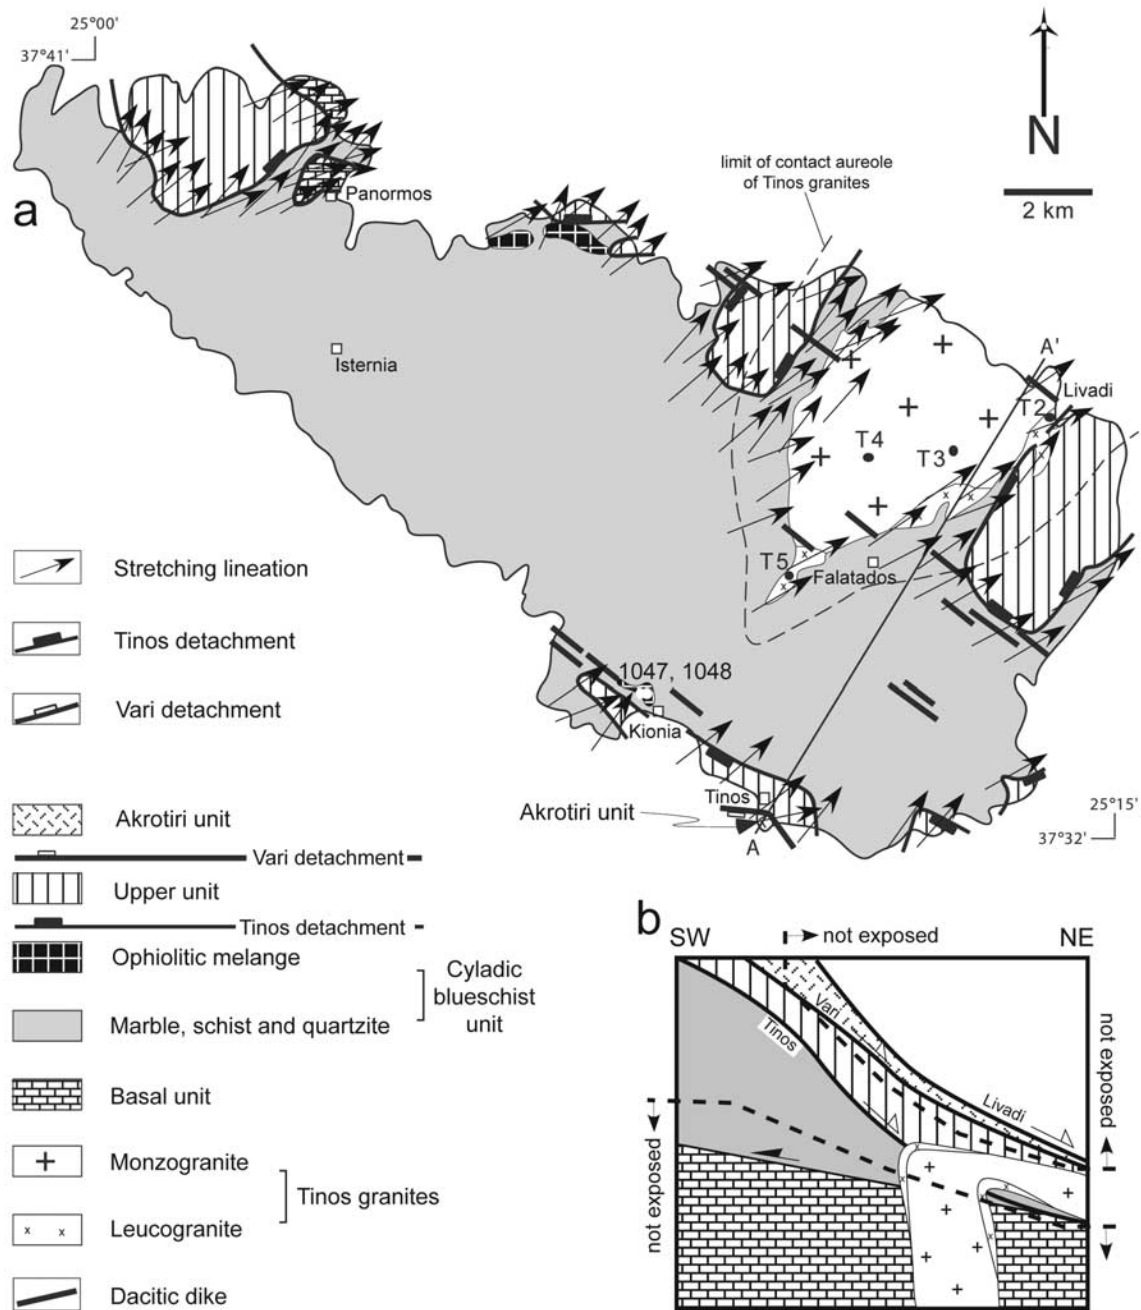 25°00'
37°41'
a
N
2 km
limit of contact aureole
of Tinos granites
Panormos
Isternia
A'
Livadi
T2
T4
T3
T5
Falatados
1047, 1048
Kionia
Tinos
Akrotiri unit
A
25°15'
37°32'
Stretching lineation
Tinos detachment
Vari detachment
Akrotiri unit
Vari detachment
Upper unit
Tinos detachment
Ophiolitic melange
Cyladic
blueschist
unit
Marble, schist and quartzite
Basal unit
Monzogranite
Tinos granites
Leucogranite
Dacitic dike
b
SW
not exposed
NE
Vari
Tinos
Livadi
not exposed
not exposed